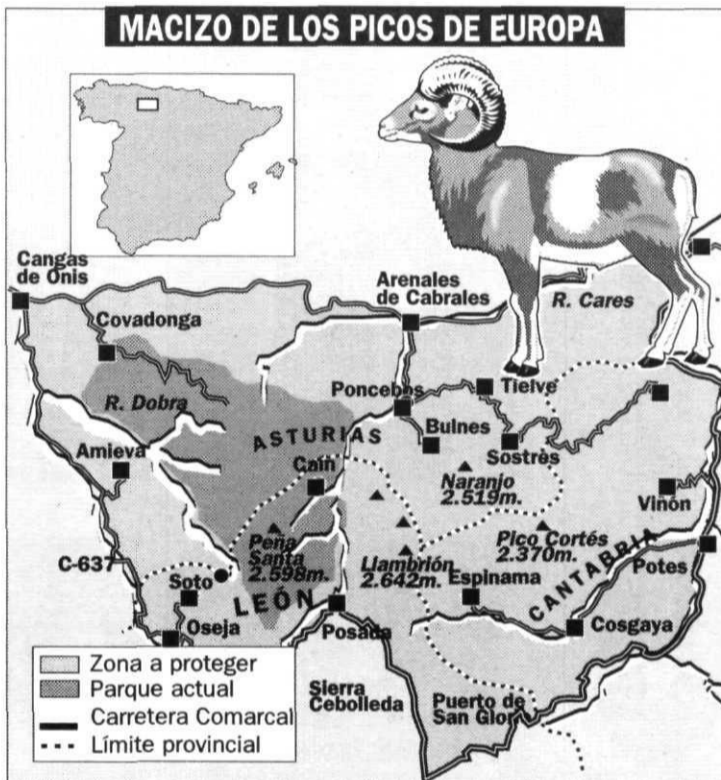 MACIZO DE LOS PICOS DE EUROPA
Cangas
de Onis
Covadonga
Arenales
de Cabrales
R. Cares
R. Dobra
Poncebos
Tielve
Bulnes
ASTURIAS
Sostrès
Amieva
Caín
Naranjo
2.519m.
Vinón
Peña
Santa
2.598m.
Pico Cortés
2.370m.
Llambrión
2.642m.
CANTABRIA
C-637
Soto
LEÓN
Espinama
Potes
Oseja
Posada
Cosgaya
Zona a proteger
Parque actual
Carretera Comarcal
Límite provincial
Sierra
Cebolleda
Puerto de
San Glor